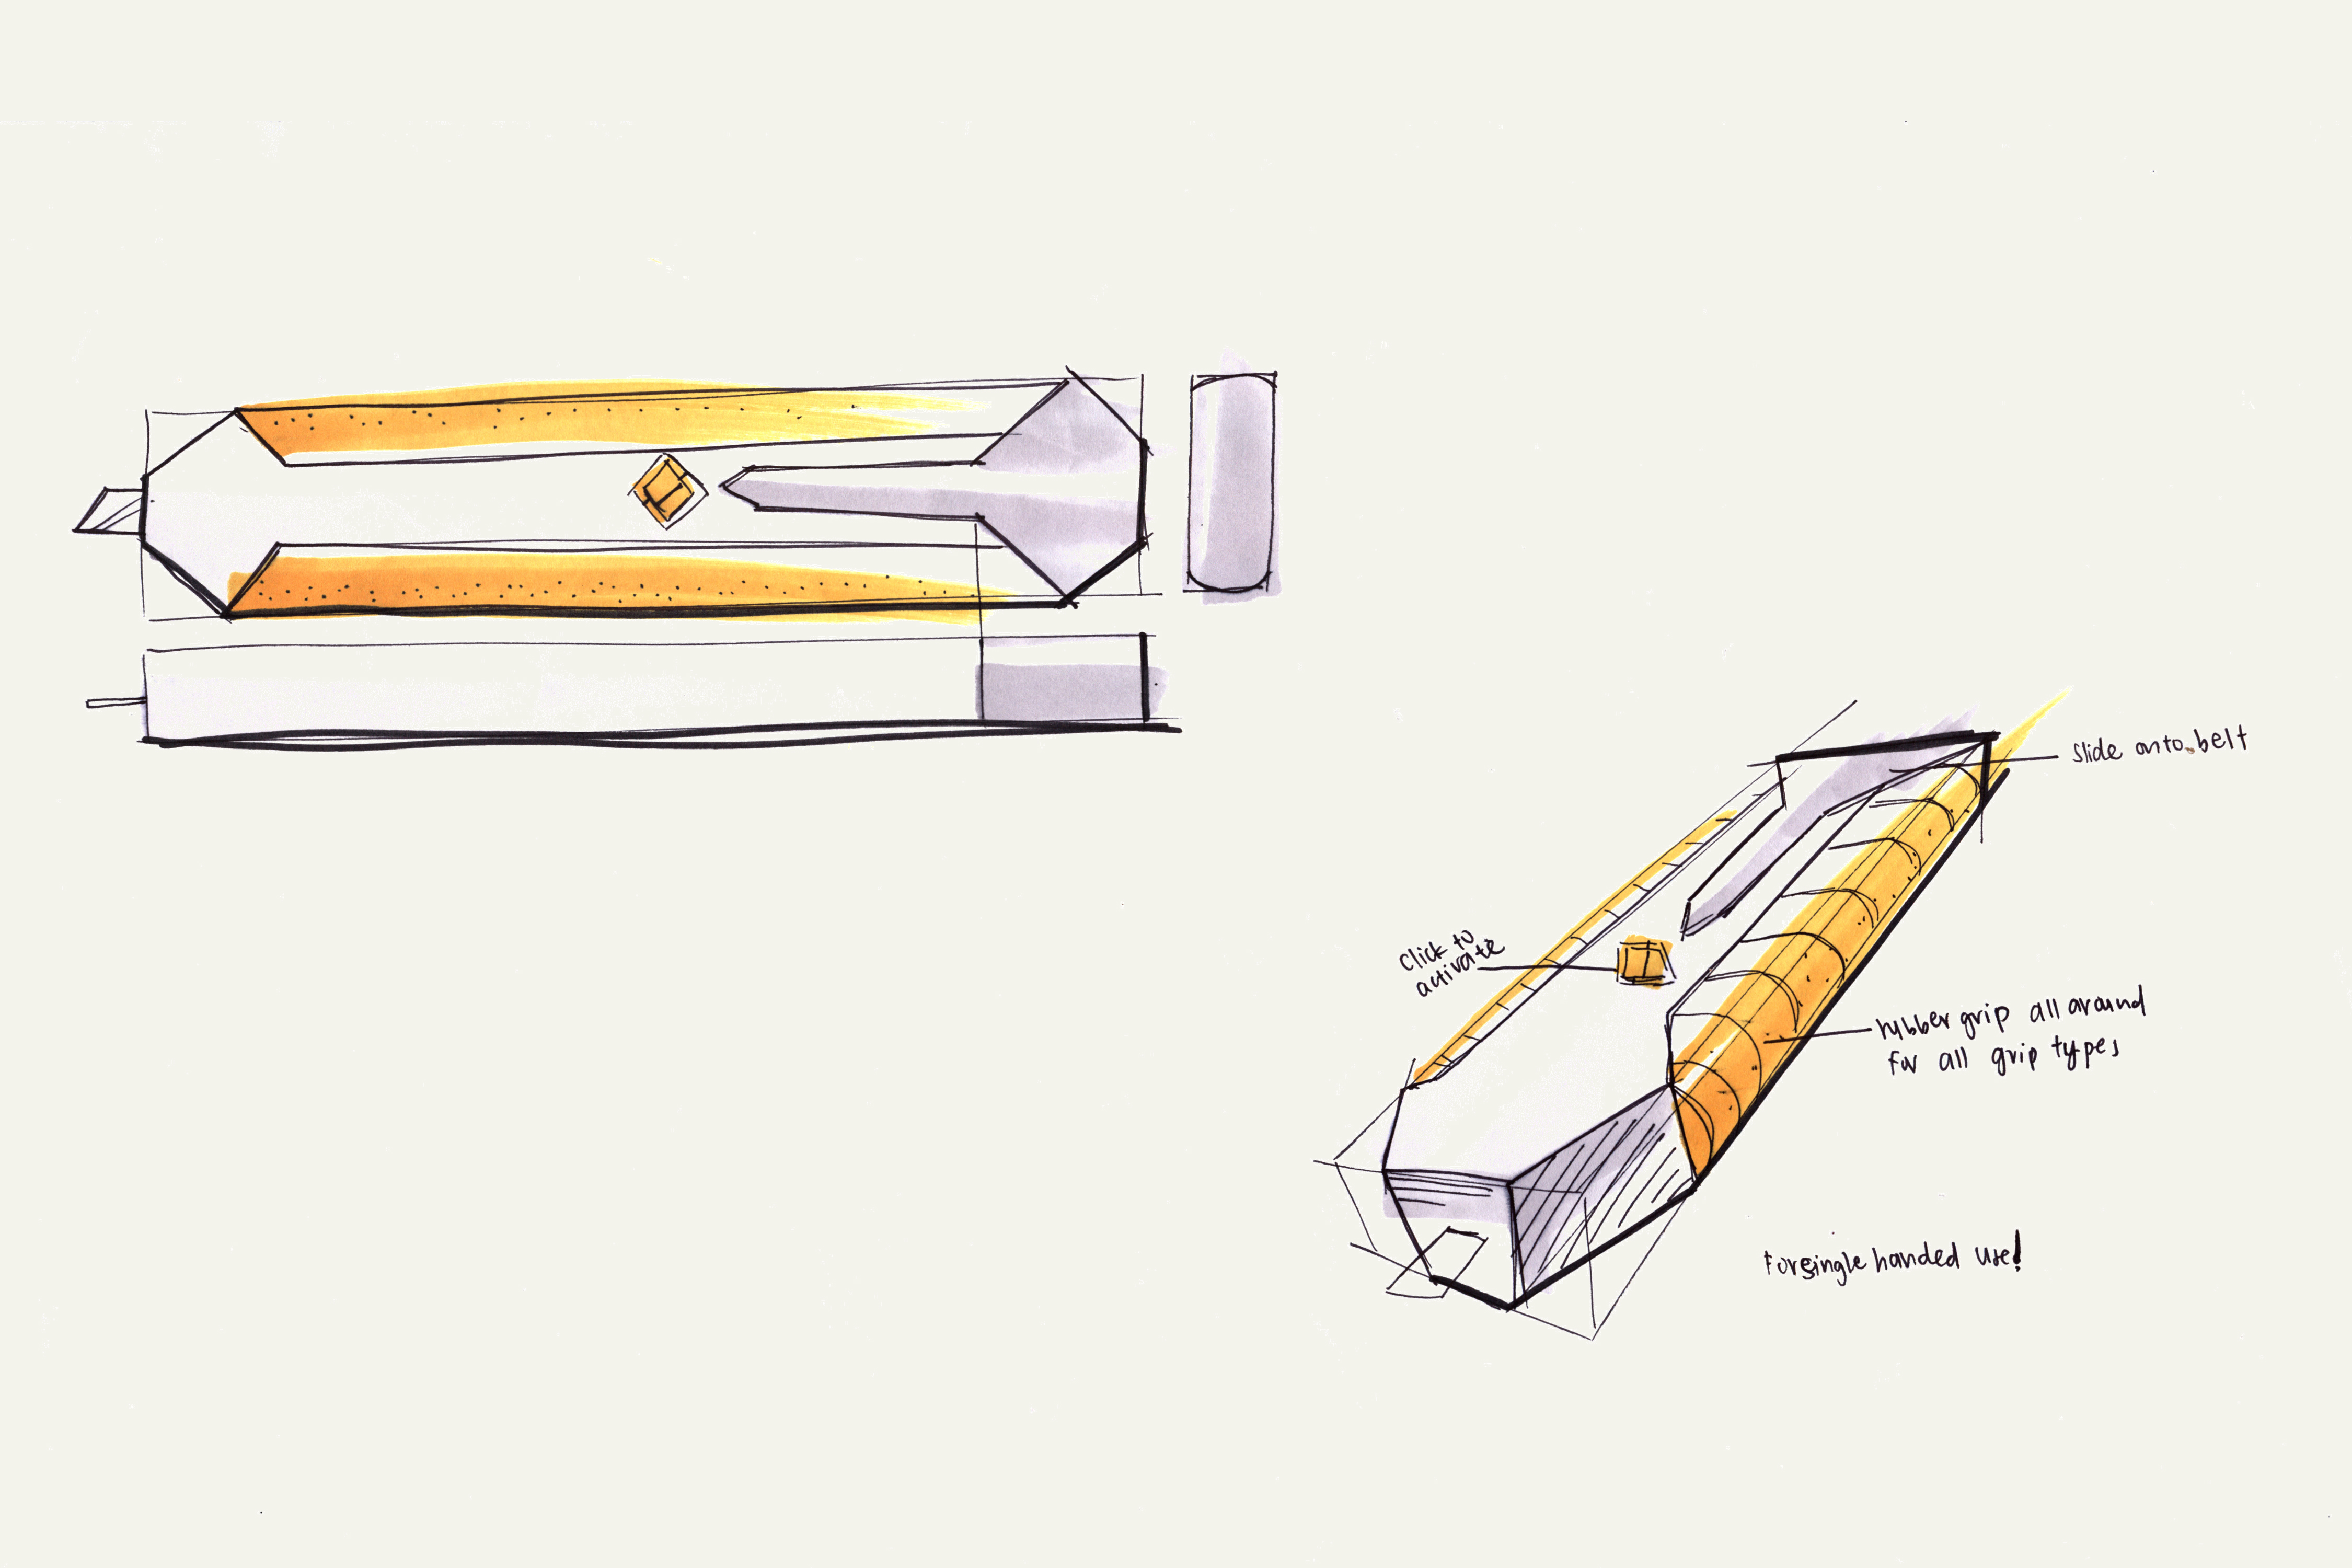 slide onto belt
click to
activate
rubber grip all around
for all grip types
For single handed use!